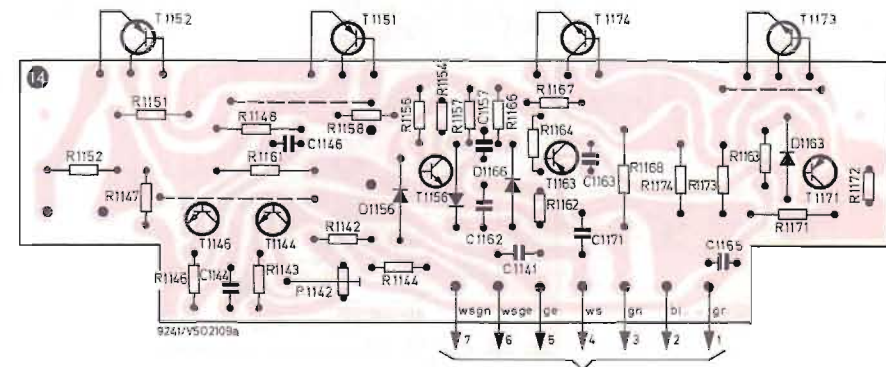 T1152
T1151
T1174
T1173
14
R1151
R1148
C1146
R1158
R1156
R1154
R1157
C1157
R1166
R1167
R1164
R1152
R1161
R1147
D1156
T1156
D1166
T1163
C1163
R1168
R1174
R1173
R1163
D1163
T1171
R1172
T1146
T1144
R1142
C1162
R1162
C1171
R1171
R1146
C1144
R1143
R1142
R1144
C1141
C1165
wsgn wsge ge ws gn bl gr
9241/V502109a
7 6 5 4 3 2 1